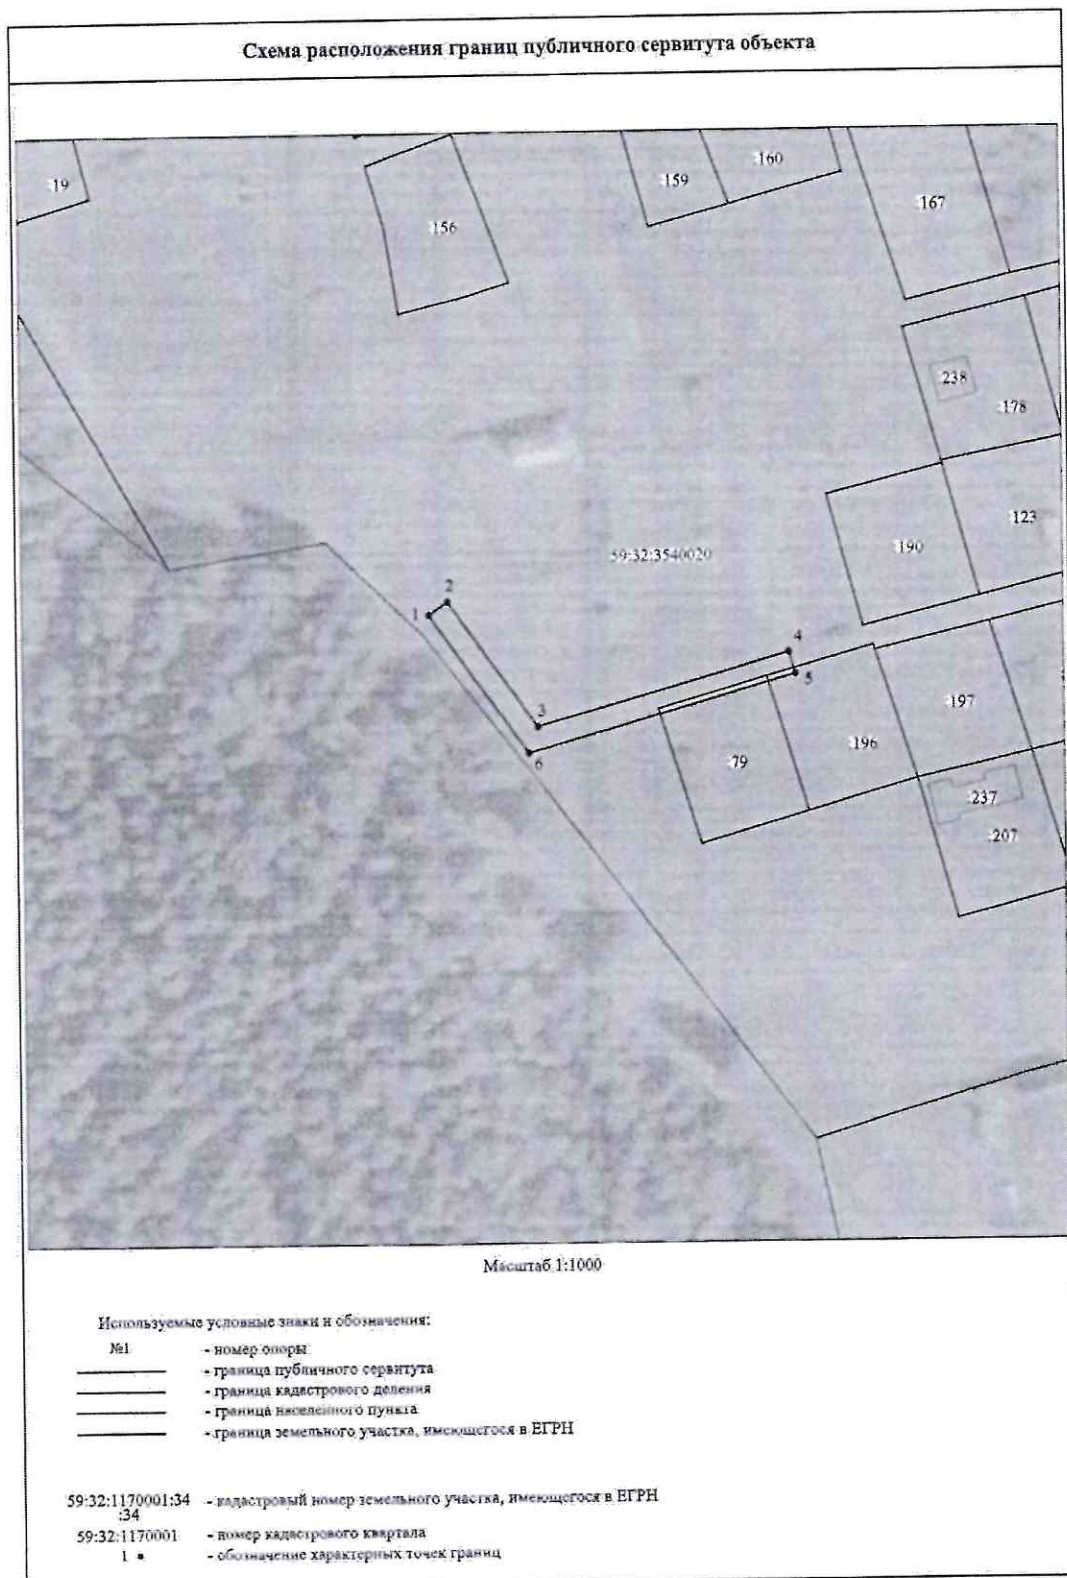 Схема расположения границ публичного сервитута объекта
:19
:156
:159
:160
:167
:238
:178
:123
:190
59:32:3540020
2
1
4
5
3
6
:197
:196
:79
:237
:207
Масштаб 1:1000
Используемые условные знаки и обозначения:
№1 - номер опоры
- граница публичного сервитута
- граница кадастрового деления
- граница населенного пункта
- граница земельного участка, имеющегося в ЕГРН
59:32:1170001:34 - кадастровый номер земельного участка, имеющегося в ЕГРН
:34
59:32:1170001 - номер кадастрового квартала
1 • - обозначение характерных точек границ